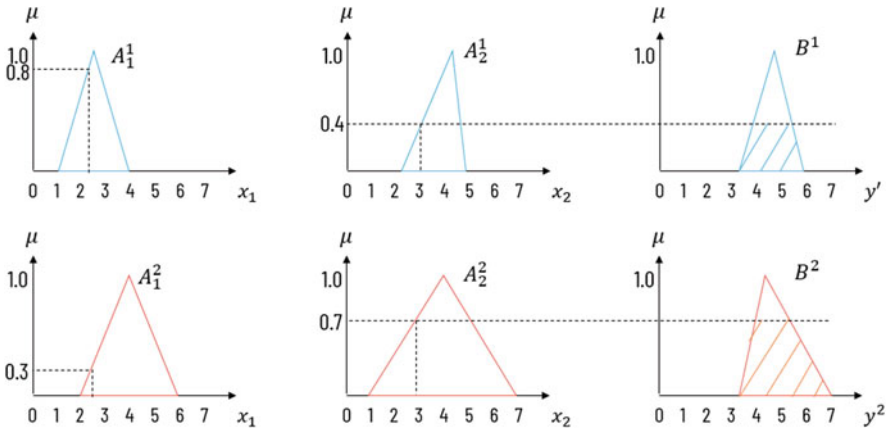 μ μ μ
1.0 A₁¹ 1.0 A₂¹ 1.0 B¹
0.8
0.4
0 1 2 3 4 5 6 7 x₁ 0 1 2 3 4 5 6 7 x₂ 0 1 2 3 4 5 6 7 y′
μ μ μ
1.0 A₁² 1.0 A₂² 1.0 B²
0.7
0.3
0 1 2 3 4 5 6 7 x₁ 0 1 2 3 4 5 6 7 x₂ 0 1 2 3 4 5 6 7 y²